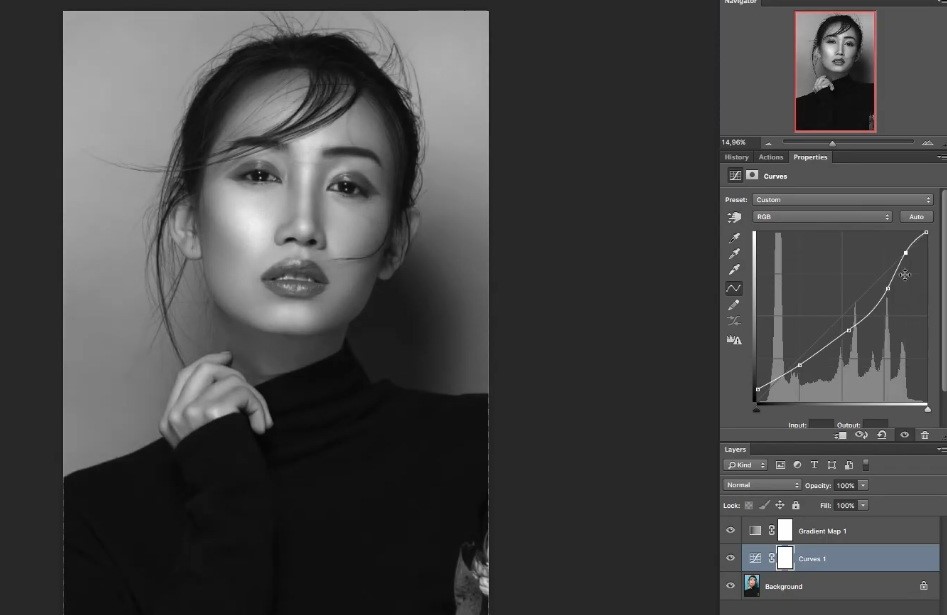 Navigator
14,96%
History Actions Properties
Curves
Preset: Custom
RGB Auto
Input: Output:
Layers
Kind
Normal Opacity: 100%
Lock: Fill: 100%
Gradient Map 1
Curves 1
Background